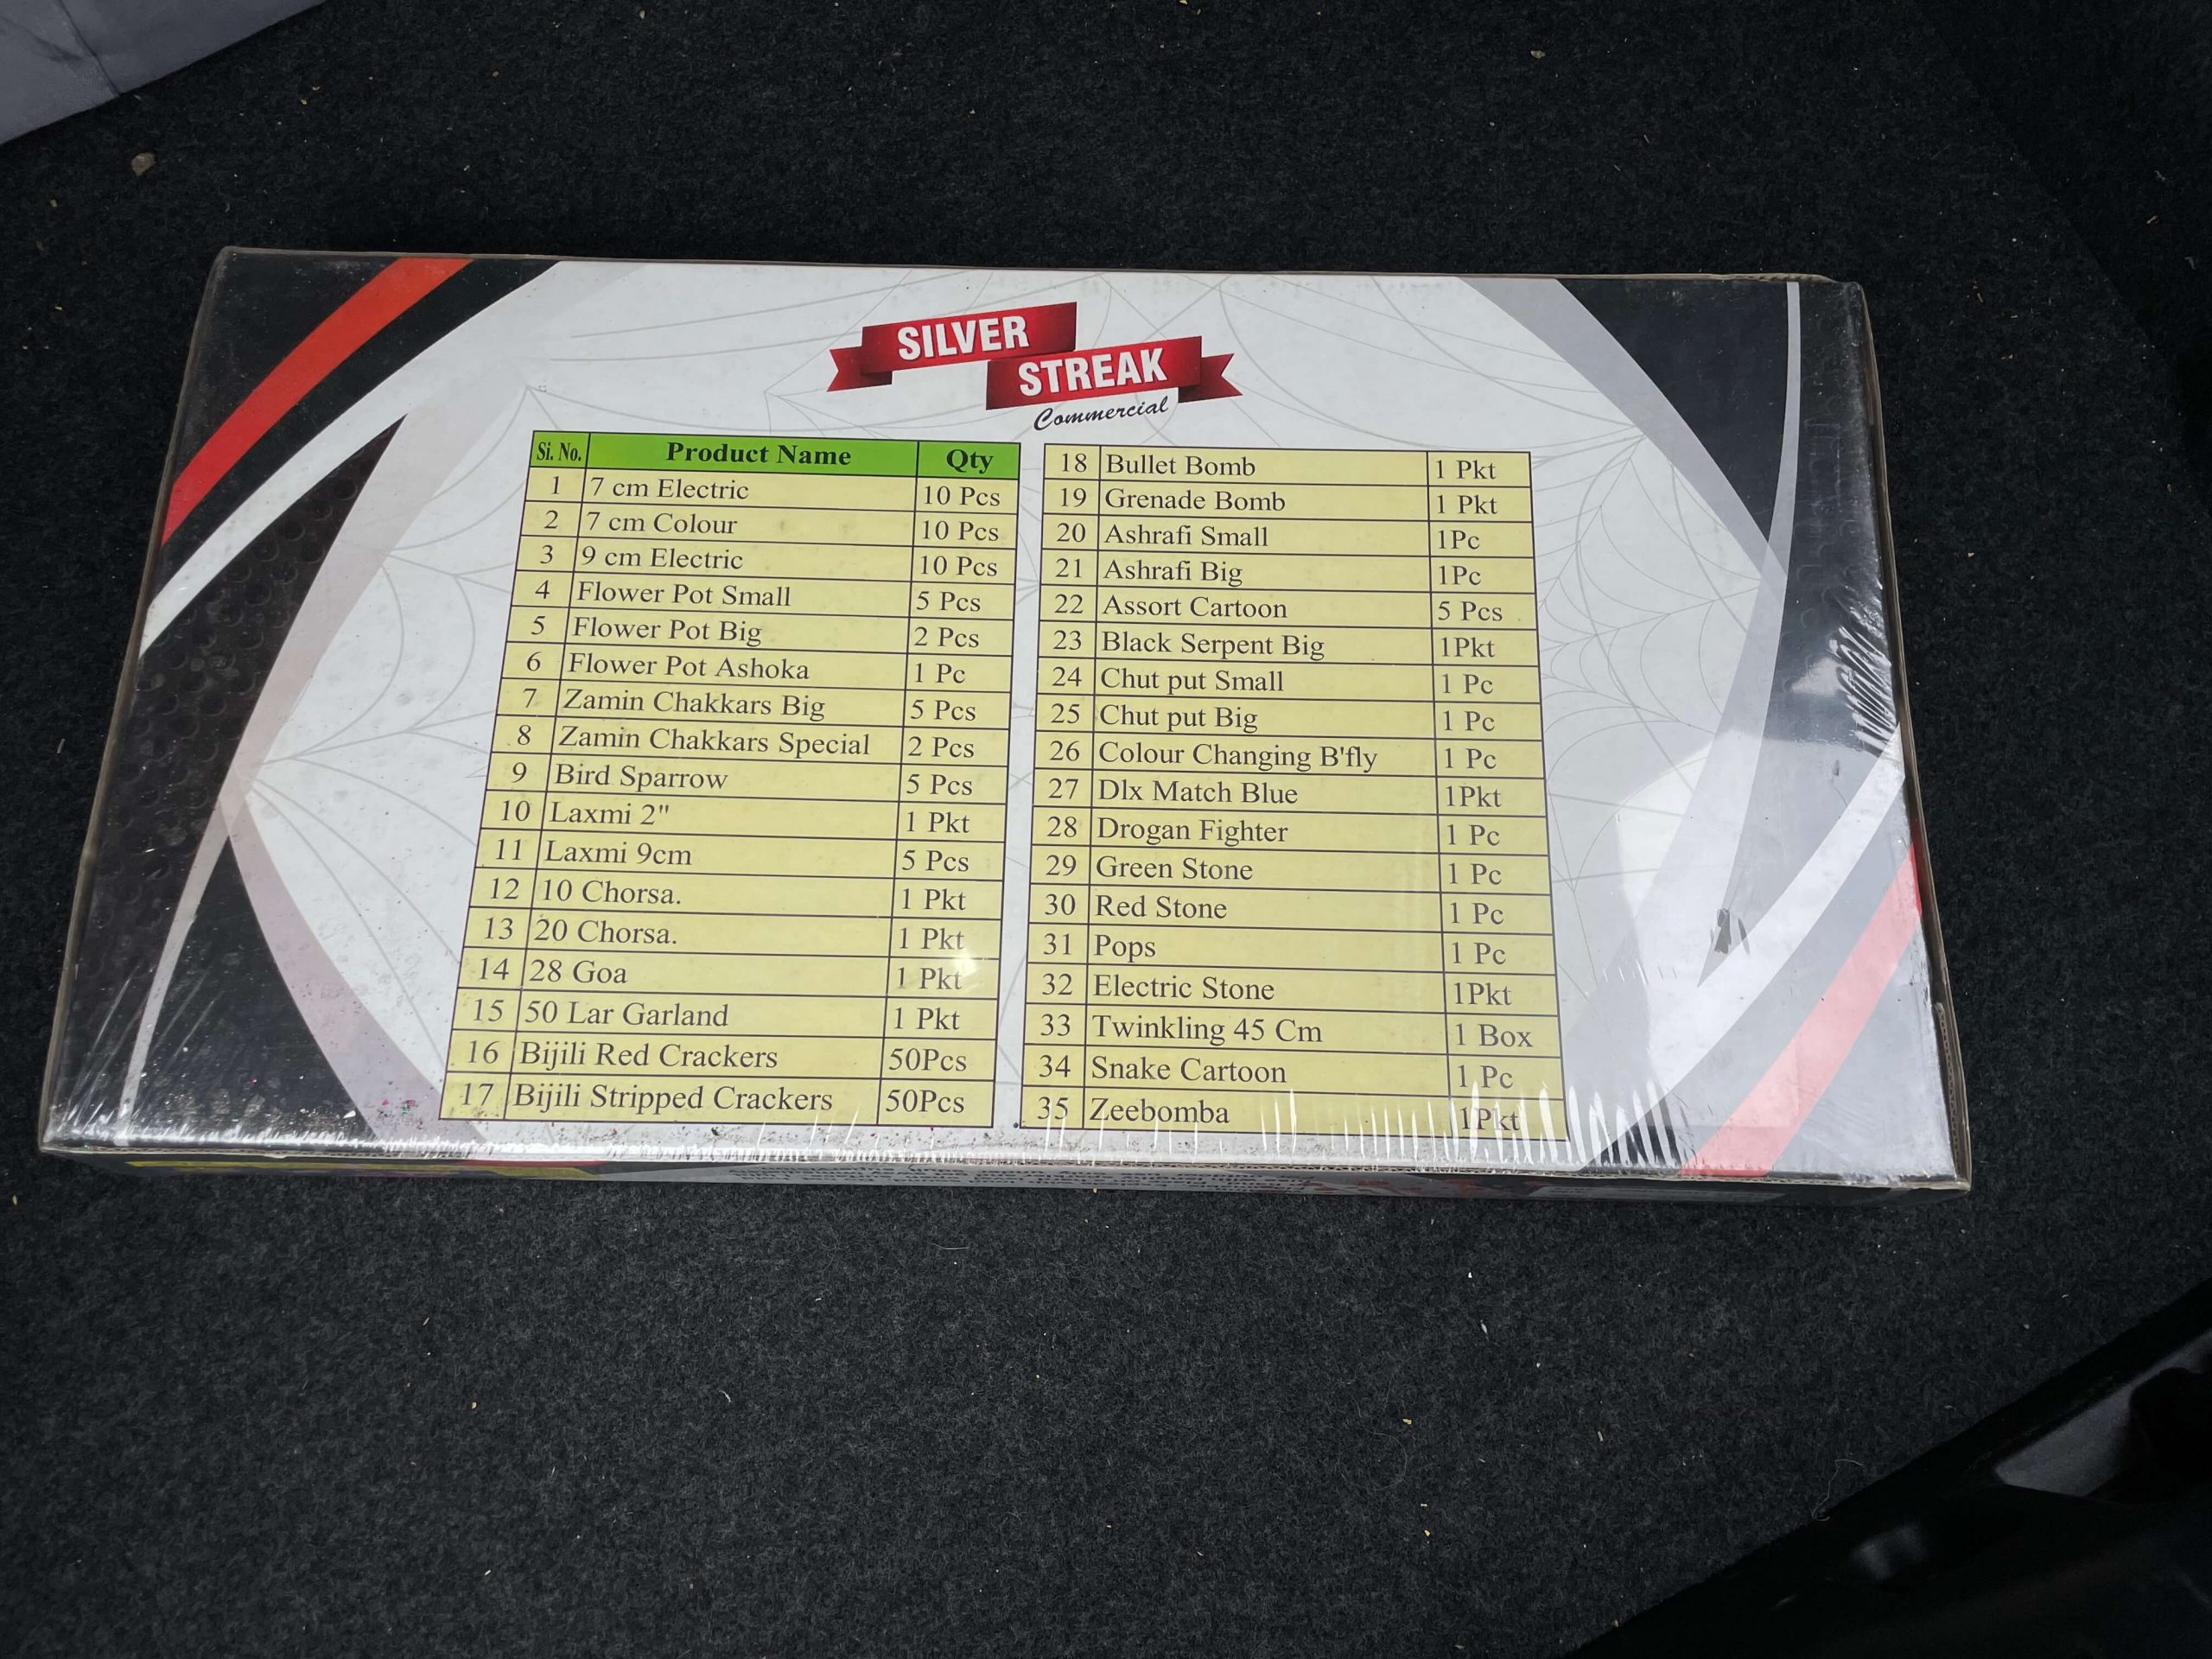 SILVER
STREAK
Commercial
Si. No. Product Name Qty
1 7 cm Electric 10 Pcs
2 7 cm Colour 10 Pcs
3 9 cm Electric 10 Pcs
4 Flower Pot Small 5 Pcs
5 Flower Pot Big 2 Pcs
6 Flower Pot Ashoka 1 Pc
7 Zamin Chakkars Big 5 Pcs
8 Zamin Chakkars Special 2 Pcs
9 Bird Sparrow 5 Pcs
10 Laxmi 2" 1 Pkt
11 Laxmi 9cm 5 Pcs
12 10 Chorsa. 1 Pkt
13 20 Chorsa. 1 Pkt
14 28 Goa 1 Pkt
15 50 Lar Garland 1 Pkt
16 Bijili Red Crackers 50Pcs
17 Bijili Stripped Crackers 50Pcs
18 Bullet Bomb 1 Pkt
19 Grenade Bomb 1 Pkt
20 Ashrafi Small 1Pc
21 Ashrafi Big 1Pc
22 Assort Cartoon 5 Pcs
23 Black Serpent Big 1Pkt
24 Chut put Small 1 Pc
25 Chut put Big 1 Pc
26 Colour Changing B'fly 1 Pc
27 Dlx Match Blue 1Pkt
28 Drogan Fighter 1 Pc
29 Green Stone 1 Pc
30 Red Stone 1 Pc
31 Pops 1 Pc
32 Electric Stone 1Pkt
33 Twinkling 45 Cm 1 Box
34 Snake Cartoon 1 Pc
35 Zeebomba 1Pkt